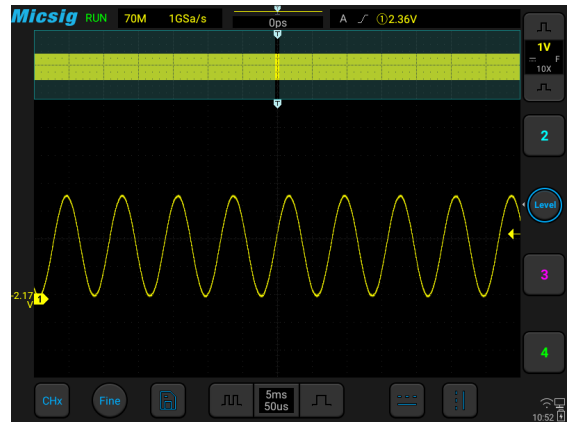 Micsig RUN 70M 1GSa/s 0ps A ①2.36V
T
1V
F
10X
T
2
Level
3
-2.17
V
1
4
CHx Fine 5ms
50us
10:52